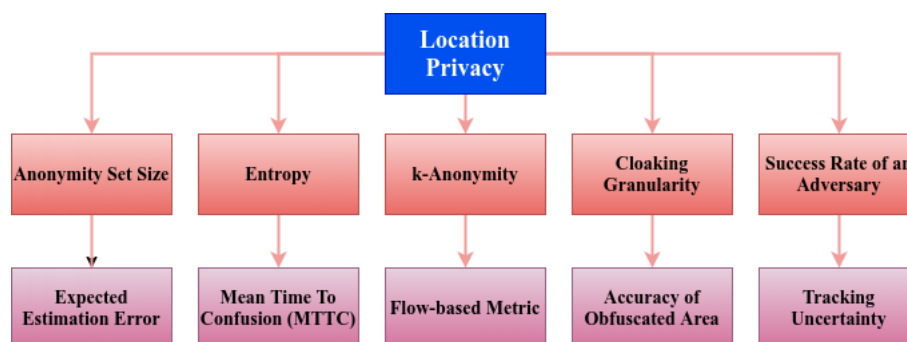 Location
Privacy
Anonymity Set Size
Entropy
k-Anonymity
Cloaking
Granularity
Success Rate of an
Adversary
Expected
Estimation Error
Mean Time To
Confusion (MTTC)
Flow-based Metric
Accuracy of
Obfuscated Area
Tracking
Uncertainty